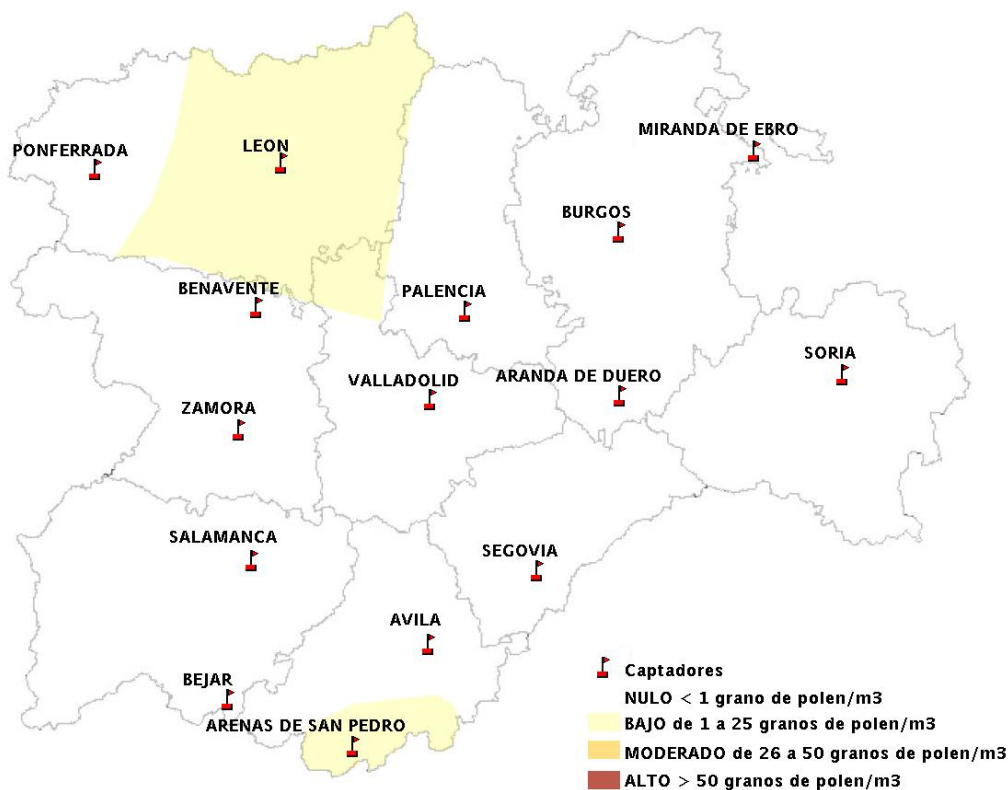 MIRANDA DE EBRO
PONFERRADA
LEON
BURGOS
BENAVENTE
PALENCIA
SORIA
VALLADOLID
ARANDA DE DUERO
ZAMORA
SALAMANCA
SEGOVIA
AVILA
BEJAR
ARENAS DE SAN PEDRO
Captadores
NULO < 1 grano de polen/m3
BAJO de 1 a 25 granos de polen/m3
MODERADO de 26 a 50 granos de polen/m3
ALTO > 50 granos de polen/m3